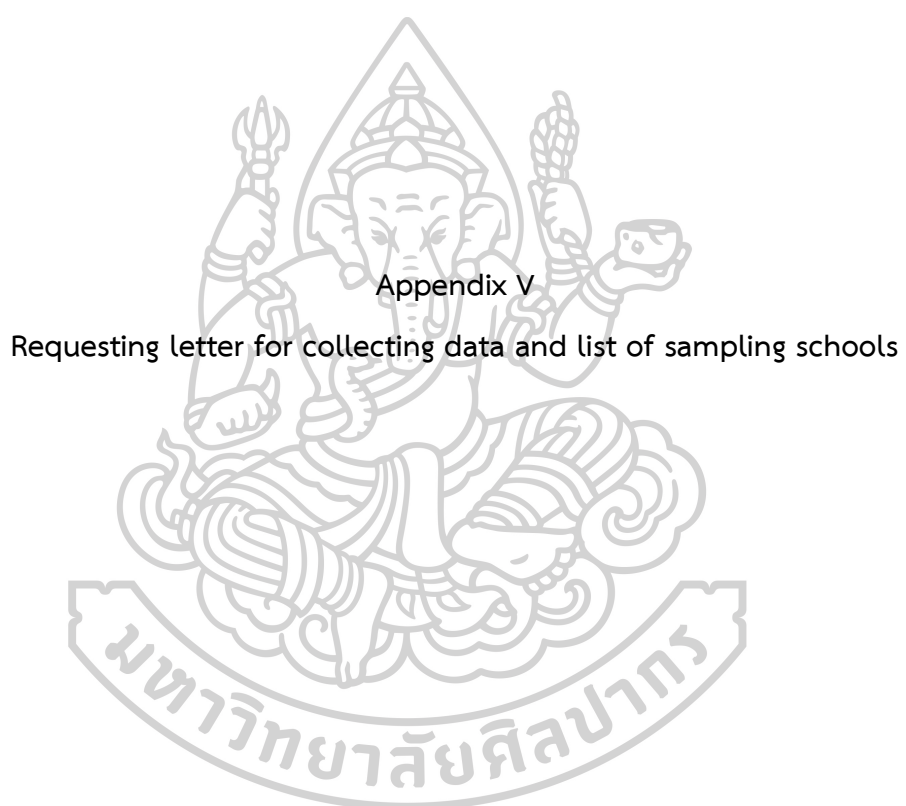 Appendix V
Requesting letter for collecting data and list of sampling schools
มหาวิทยาลัยศิลปากร